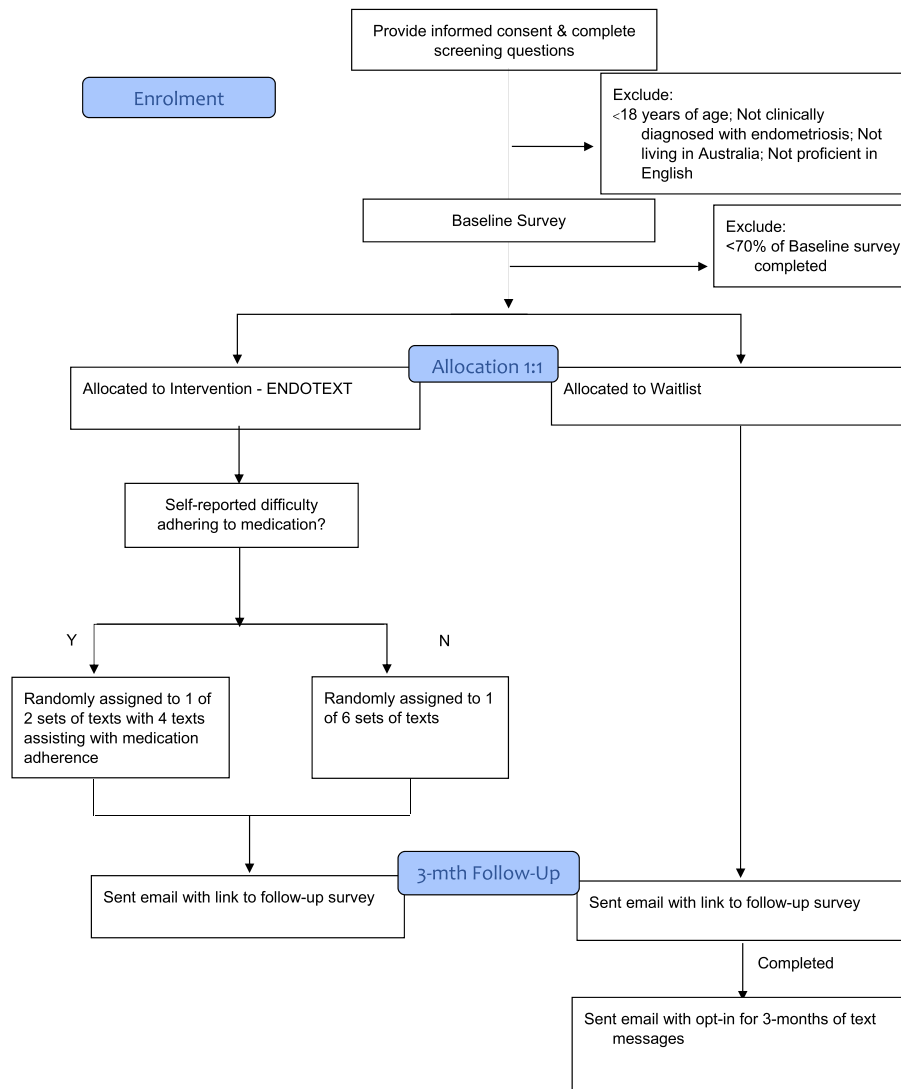 Provide informed consent & complete
screening questions
Enrolment
Exclude:
<18 years of age; Not clinically
diagnosed with endometriosis; Not
living in Australia; Not proficient in
English
Baseline Survey
Exclude:
<70% of Baseline survey
completed
Allocation 1:1
Allocated to Intervention - ENDOTEXT
Allocated to Waitlist
Self-reported difficulty
adhering to medication?
Y
N
Randomly assigned to 1 of
2 sets of texts with 4 texts
assisting with medication
adherence
Randomly assigned to 1
of 6 sets of texts
3-mth Follow-Up
Sent email with link to follow-up survey
Sent email with link to follow-up survey
Completed
Sent email with opt-in for 3-months of text
messages